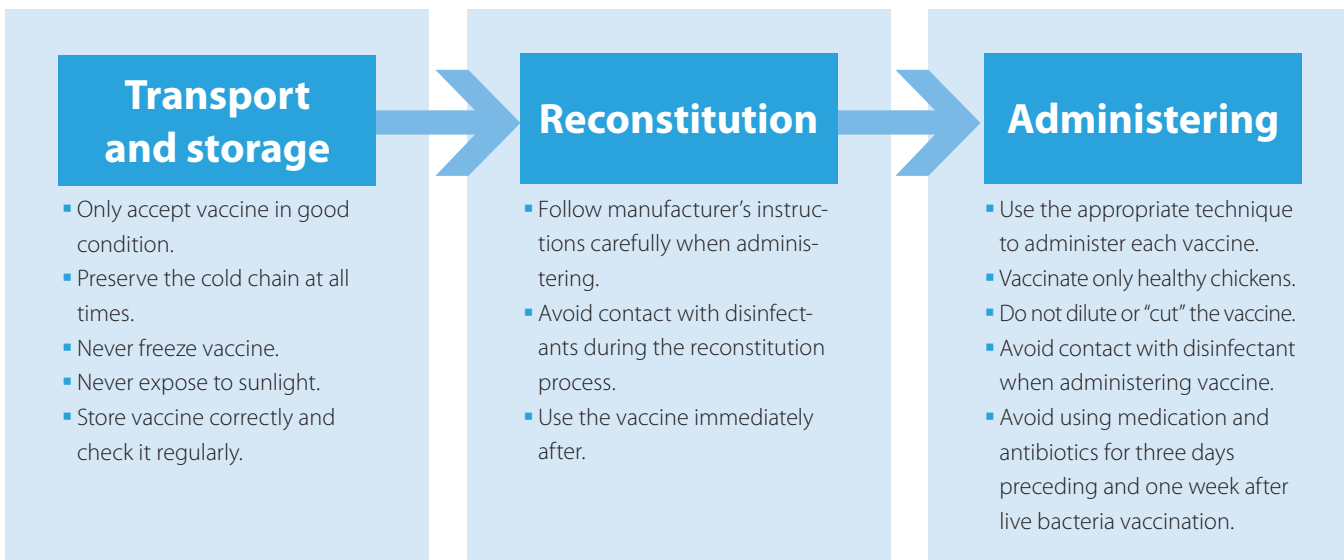 Transport
and storage
Only accept vaccine in good
condition.
Preserve the cold chain at all
times.
Never freeze vaccine.
Never expose to sunlight.
Store vaccine correctly and
check it regularly.
Reconstitution
Follow manufacturer’s instruc-
tions carefully when adminis-
tering.
Avoid contact with disinfect-
ants during the reconstitution
process.
Use the vaccine immediately
after.
Administering
Use the appropriate technique
to administer each vaccine.
Vaccinate only healthy chickens.
Do not dilute or “cut” the vaccine.
Avoid contact with disinfectant
when administering vaccine.
Avoid using medication and
antibiotics for three days
preceding and one week after
live bacteria vaccination.